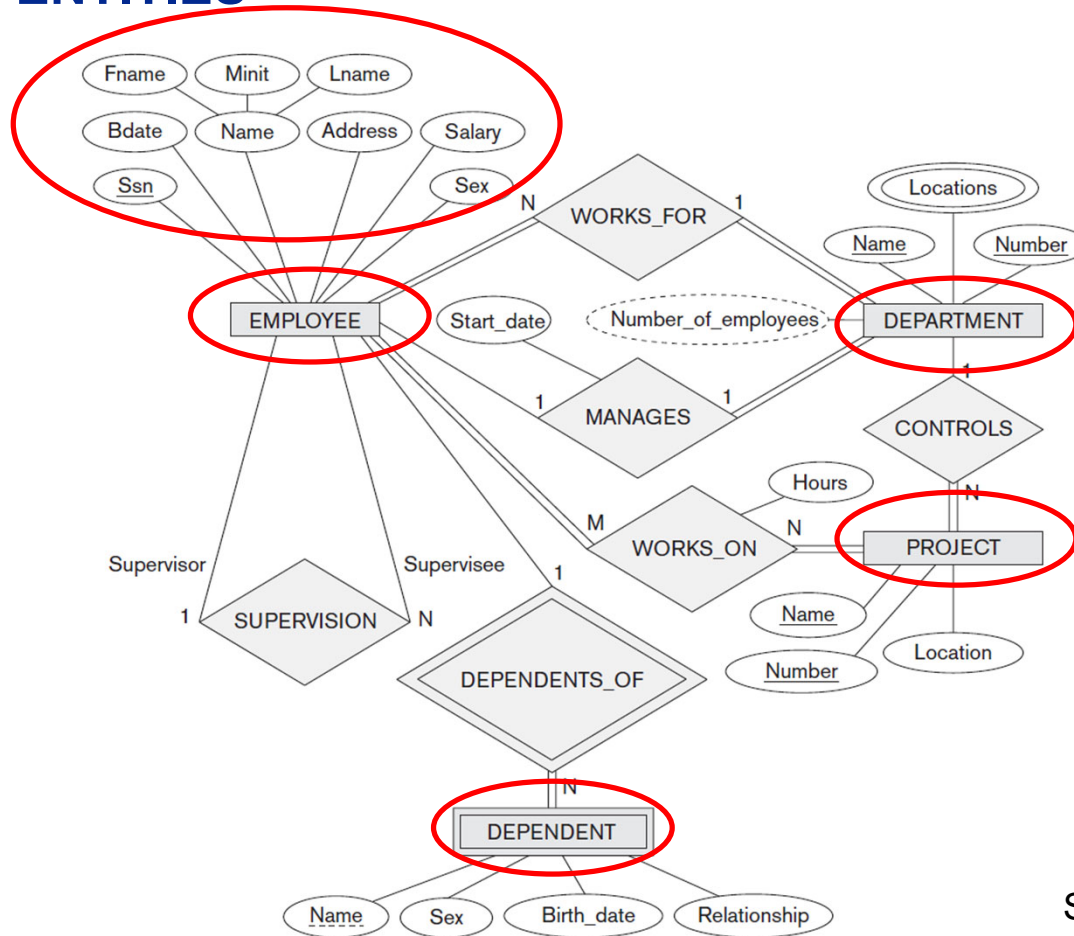 ENTITIES
Fname Minit Lname
Bdate Name Address Salary
Ssn Sex
N WORKS_FOR 1
Locations
Name Number
EMPLOYEE Start_date Number_of_employees DEPARTMENT
1 MANAGES 1
1
CONTROLS
N
Hours
M WORKS_ON N
PROJECT
Name
Number
Location
Supervisor Supervisee
1 SUPERVISION N
1
DEPENDENTS_OF
N
DEPENDENT
Name Sex Birth_date Relationship
S